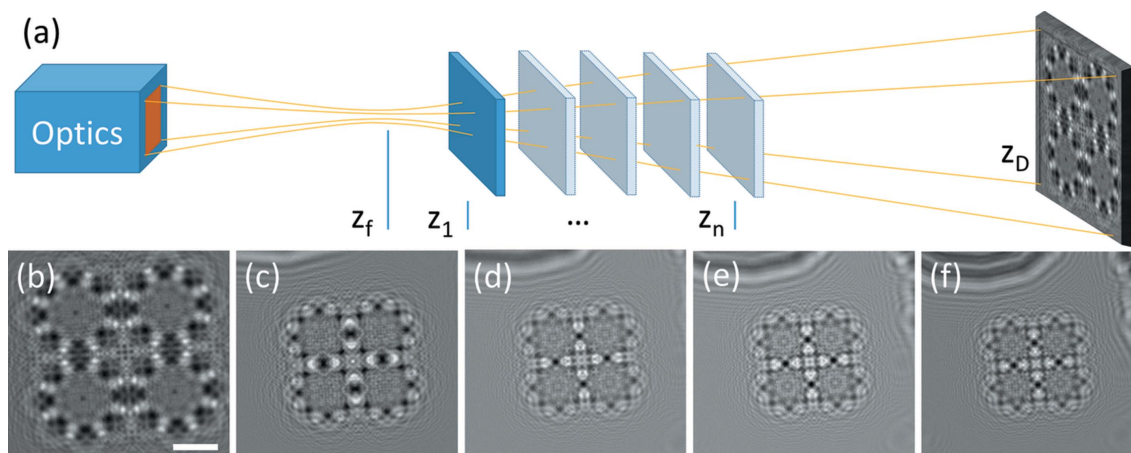 (a)
Optics
z_f
z_1
...
z_n
z_D
(b)
(c)
(d)
(e)
(f)